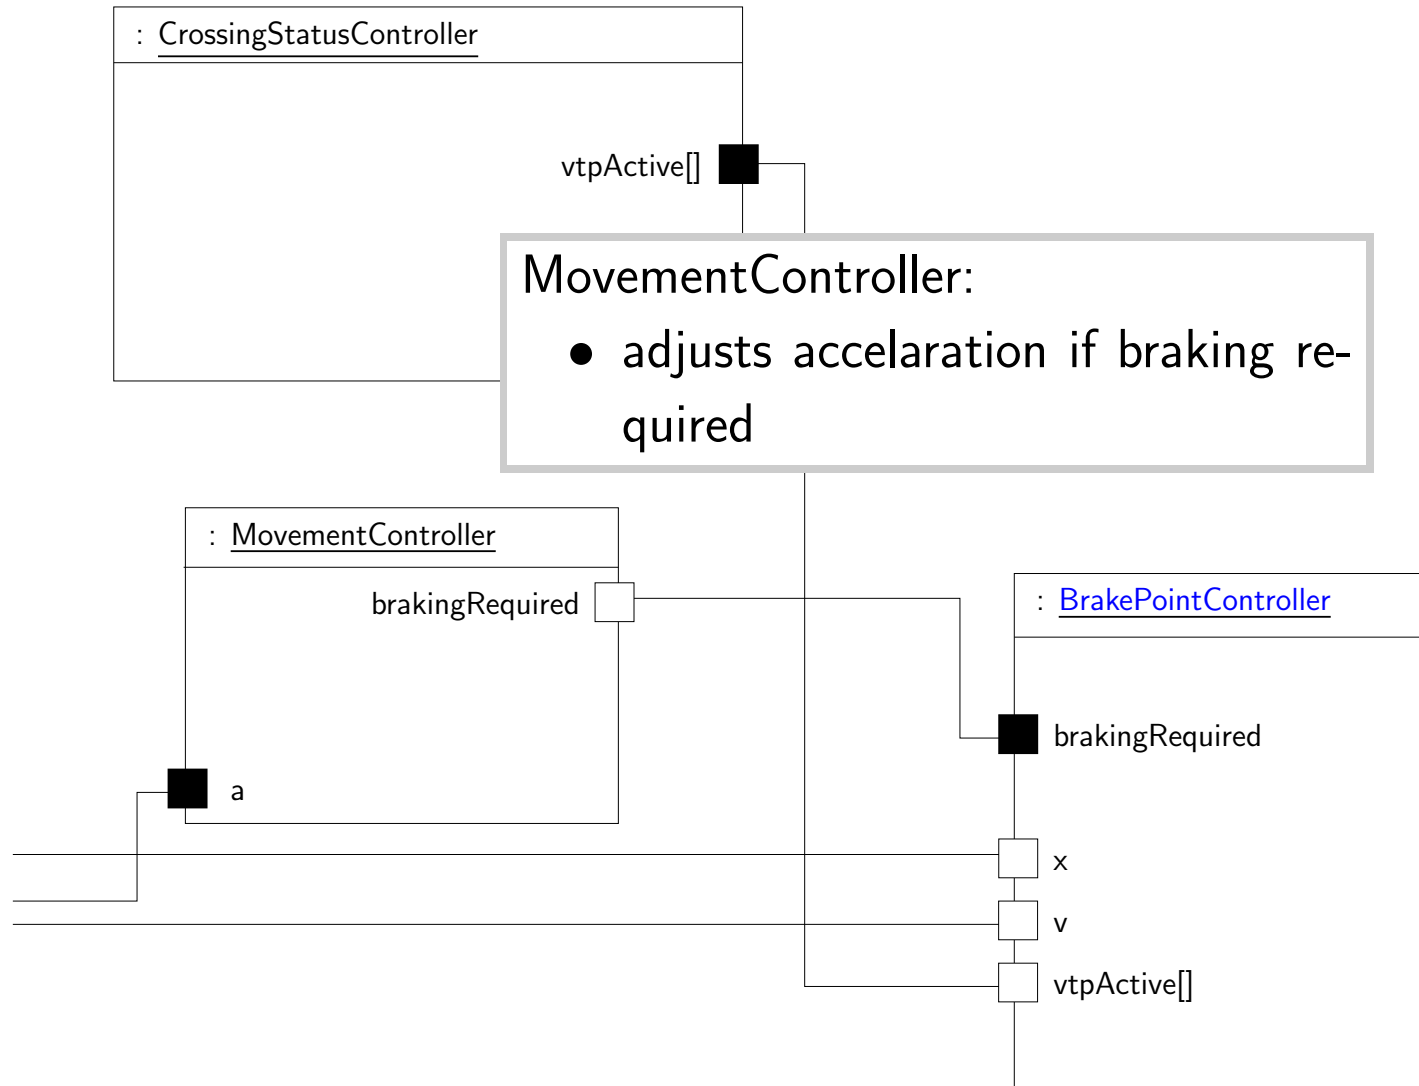 : CrossingStatusController
vtpActive[]
MovementController:
• adjusts accelaration if braking re-
quired
: MovementController
brakingRequired
: BrakePointController
brakingRequired
a
x
v
vtpActive[]